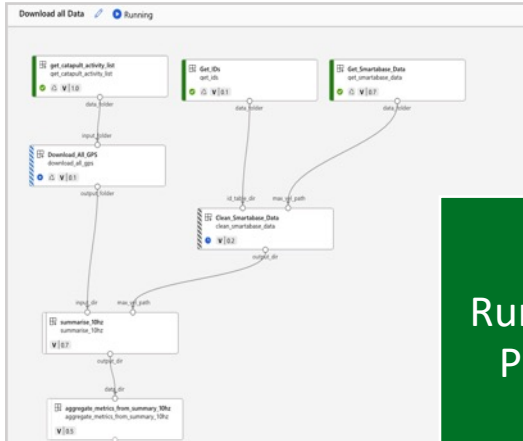 Download all Data Running
get_catapult_activity_list
get_catapult_activity_list
V 1.0
data_folder
Get_IDs
get_ids
V 0.1
data_folder
Get_Smartabase_Data
get_smartabase_data
V 0.7
data_folder
input_folder
Download_All_GPS
download_all_gps
V 0.1
output_folder
id_table_dir max_vel_path
Clean_Smartabase_Data
clean_smartabase_data
V 0.2
output_dir
input_dir max_vel_path
summarise_10hz
summarise_10hz
V 0.7
output_dir
data_dir
aggregate_metrics_from_summary_10hz
aggregate_metrics_from_summary_10hz
V 0.5
Run
P